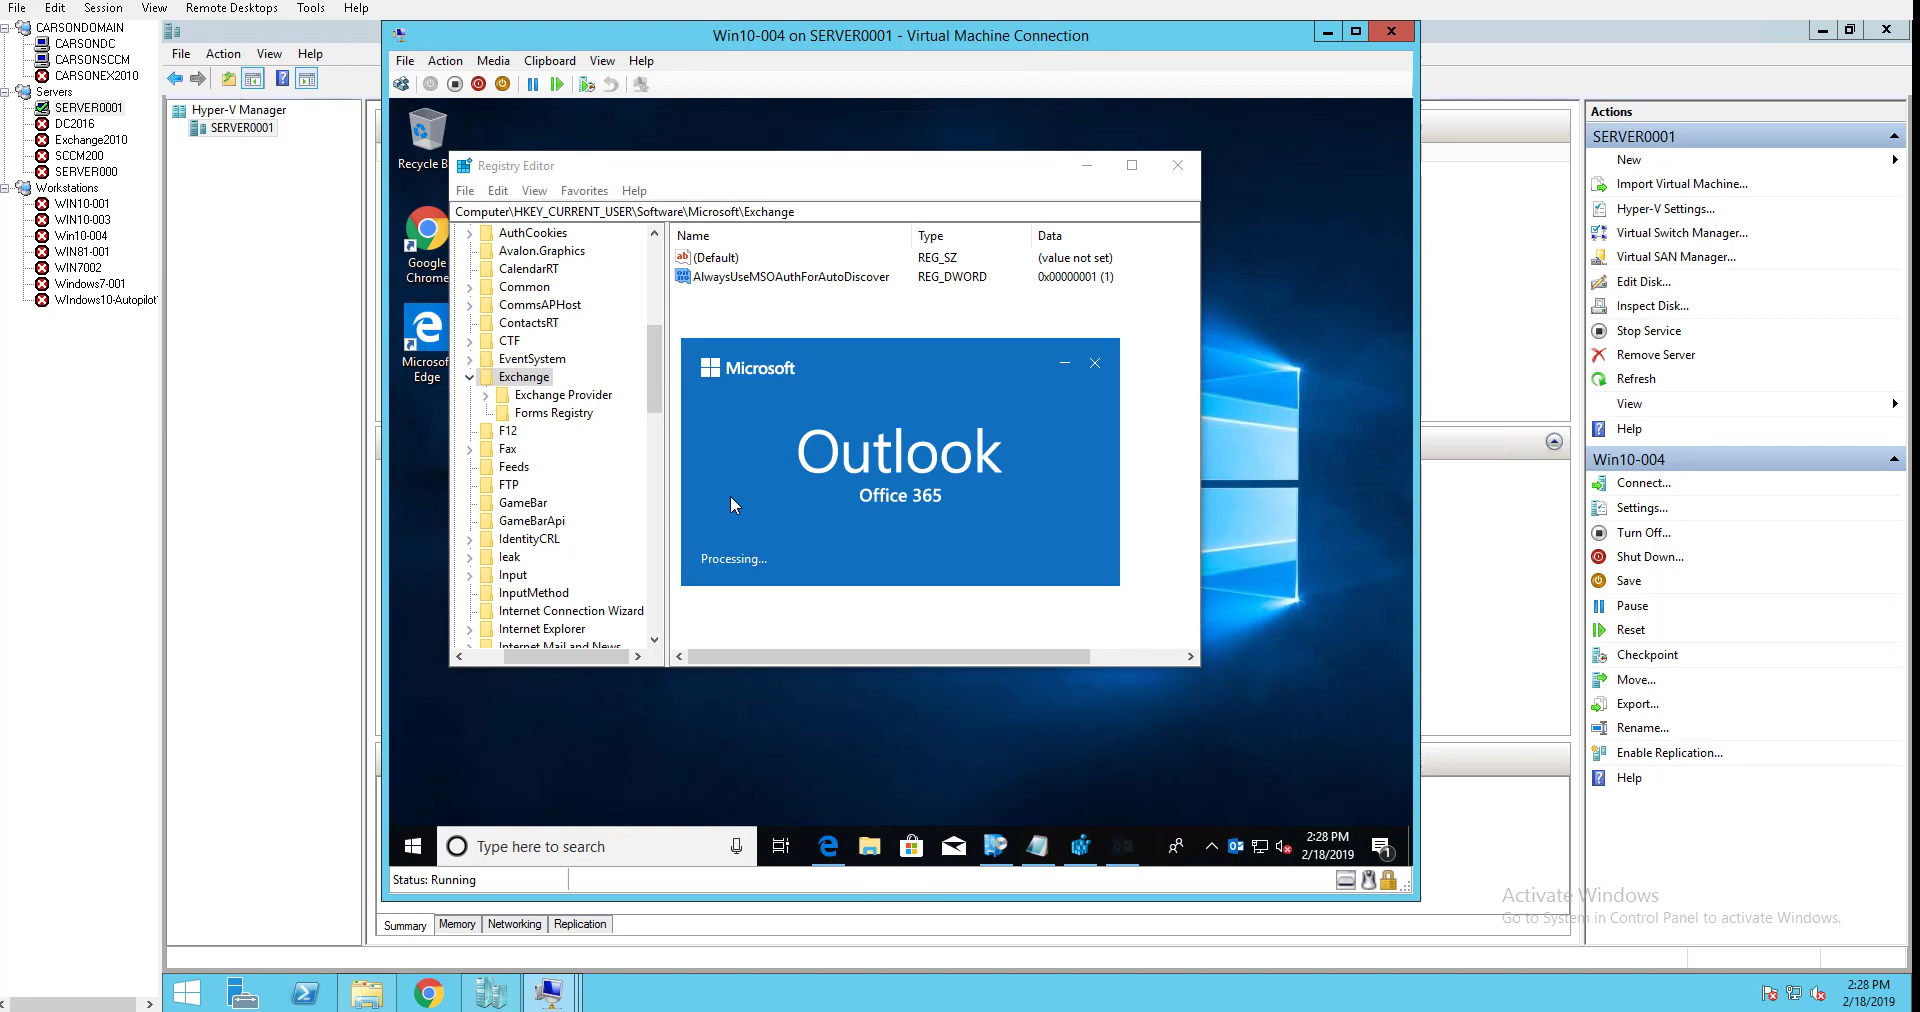 File Edit Session View Remote Desktops Tools Help
CARSONDOMAIN
CARSONDC
CARSONSCCM
CARSONEX2010
Servers
SERVER0001
DC2016
Exchange2010
SCCM200
SERVER000
Workstations
WIN10-001
WIN10-003
Win10-004
WIN81-001
WIN7002
Windows7-001
WIndows10-Autopilot
File Action View Help
Hyper-V Manager
SERVER0001
Win10-004 on SERVER0001 - Virtual Machine Connection
File Action Media Clipboard View Help
Recycle B
Google
Chrome
Microsof
Edge
Registry Editor
File Edit View Favorites Help
Computer\HKEY_CURRENT_USER\Software\Microsoft\Exchange
AuthCookies
Avalon.Graphics
CalendarRT
Common
CommsAPHost
ContactsRT
CTF
EventSystem
Exchange
Exchange Provider
Forms Registry
F12
Fax
Feeds
FTP
GameBar
GameBarApi
IdentityCRL
Ieak
Input
InputMethod
Internet Connection Wizard
Internet Explorer
Internet Mail and News
Name Type Data
(Default) REG_SZ (value not set)
AlwaysUseMSOAuthForAutoDiscover REG_DWORD 0x00000001 (1)
Microsoft
Outlook
Office 365
Processing...
Type here to search
2:28 PM
2/18/2019
1
Status: Running
Summary Memory Networking Replication
Actions
SERVER0001
New
Import Virtual Machine...
Hyper-V Settings...
Virtual Switch Manager...
Virtual SAN Manager...
Edit Disk...
Inspect Disk...
Stop Service
Remove Server
Refresh
View
Help
Win10-004
Connect...
Settings...
Turn Off...
Shut Down...
Save
Pause
Reset
Checkpoint
Move...
Export...
Rename...
Enable Replication...
Help
Activate Windows
Go to System in Control Panel to activate Windows.
2:28 PM
2/18/2019